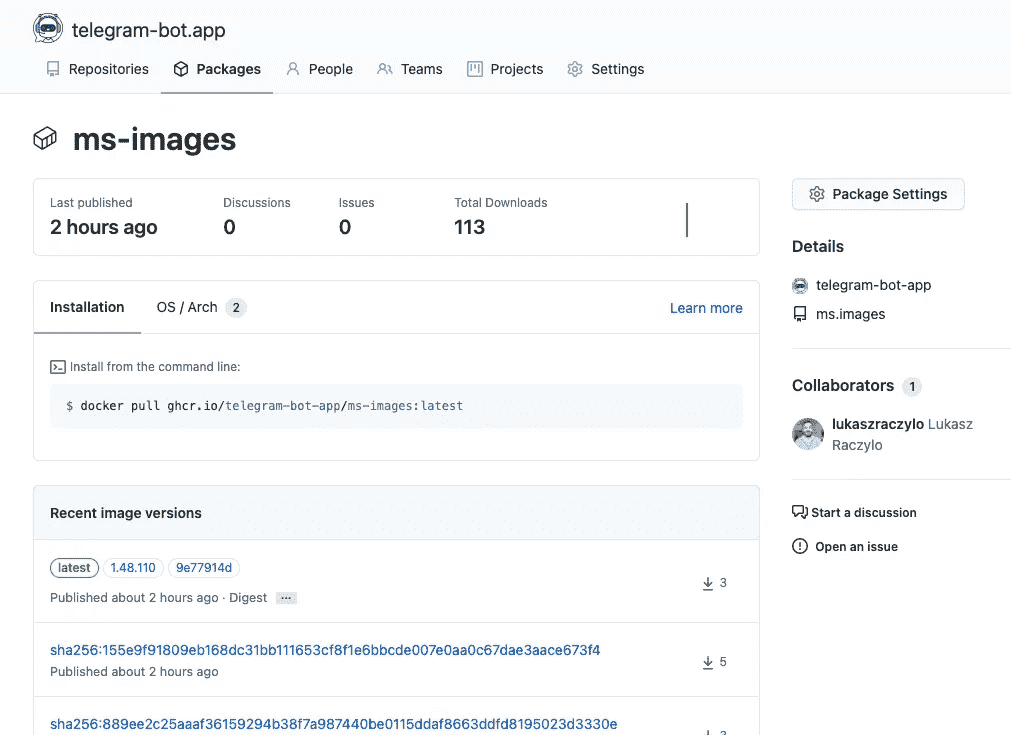 telegram-bot.app
Repositories Packages People Teams Projects Settings
ms-images
Last published Discussions Issues Total Downloads
2 hours ago 0 0 113
Package Settings
Details
telegram-bot-app
ms.images
Installation OS / Arch 2 Learn more
Install from the command line:
$ docker pull ghcr.io/telegram-bot-app/ms-images:latest
Collaborators 1
lukaszraczylo Lukasz
Raczylo
Recent image versions
latest 1.48.110 9e77914d
Published about 2 hours ago · Digest ···
3
sha256:155e9f91809eb168dc31bb111653cf8f1e6bbcde007e0aa0c67dae3aace673f4
Published about 2 hours ago
5
sha256:889ee2c25aaaf36159294b38f7a987440be0115ddaf8663ddfd8195023d3330e
Start a discussion
Open an issue